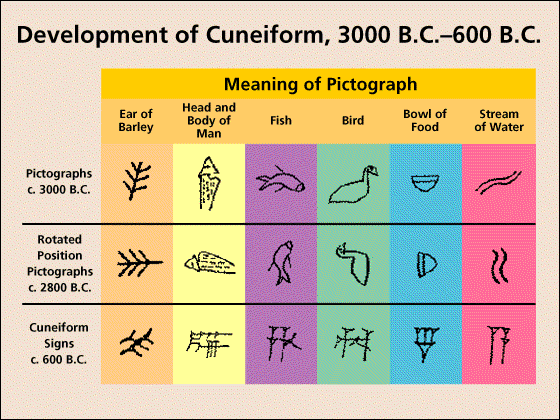 Development of Cuneiform, 3000 B.C.–600 B.C.
Meaning of Pictograph
Ear of
Barley
Head and
Body of
Man
Fish
Bird
Bowl of
Food
Stream
of Water
Pictographs
c. 3000 B.C.
Rotated
Position
Pictographs
c. 2800 B.C.
Cuneiform
Signs
c. 600 B.C.